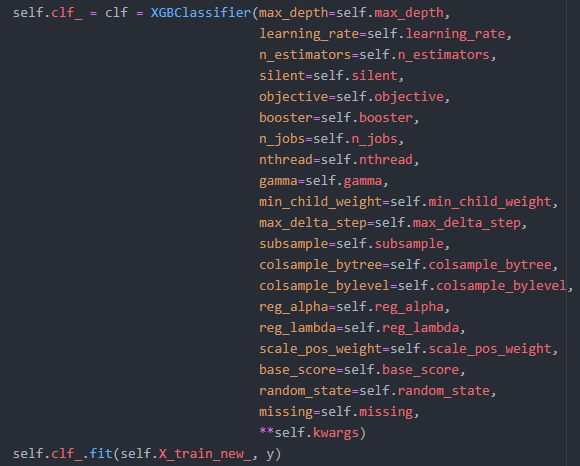 self.clf_ = clf = XGBClassifier(max_depth=self.max_depth,
learning_rate=self.learning_rate,
n_estimators=self.n_estimators,
silent=self.silent,
objective=self.objective,
booster=self.booster,
n_jobs=self.n_jobs,
nthread=self.nthread,
gamma=self.gamma,
min_child_weight=self.min_child_weight,
max_delta_step=self.max_delta_step,
subsample=self.subsample,
colsample_bytree=self.colsample_bytree,
colsample_bylevel=self.colsample_bylevel,
reg_alpha=self.reg_alpha,
reg_lambda=self.reg_lambda,
scale_pos_weight=self.scale_pos_weight,
base_score=self.base_score,
random_state=self.random_state,
missing=self.missing,
**self.kwargs)
self.clf_.fit(self.X_train_new_, y)